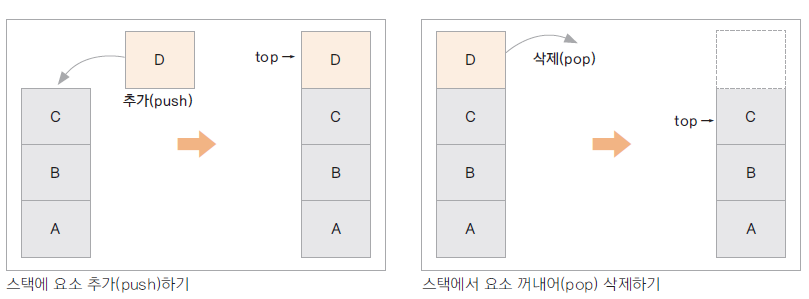 D
추가(push)
C
B
A
top → D
C
B
A
스택에 요소 추가(push)하기
D
삭제(pop)
C
B
A
top → C
B
A
스택에서 요소 꺼내어(pop) 삭제하기